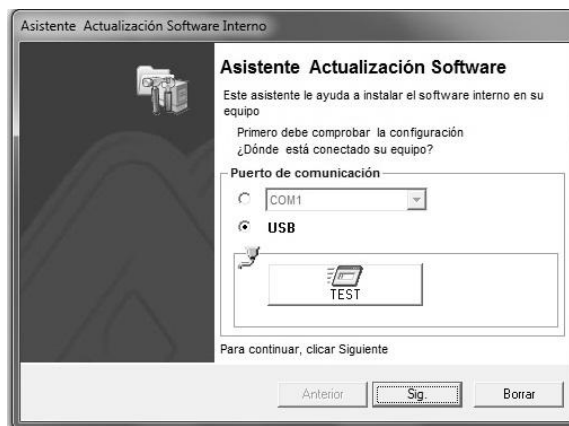 Asistente Actualización Software Interno
Asistente Actualización Software
Este asistente le ayuda a instalar el software interno en su
equipo
Primero debe comprobar la configuración
¿Dónde está conectado su equipo?
Puerto de comunicación
COM1
USB
TEST
Para continuar, clicar Siguiente
Anterior
Sig.
Borrar